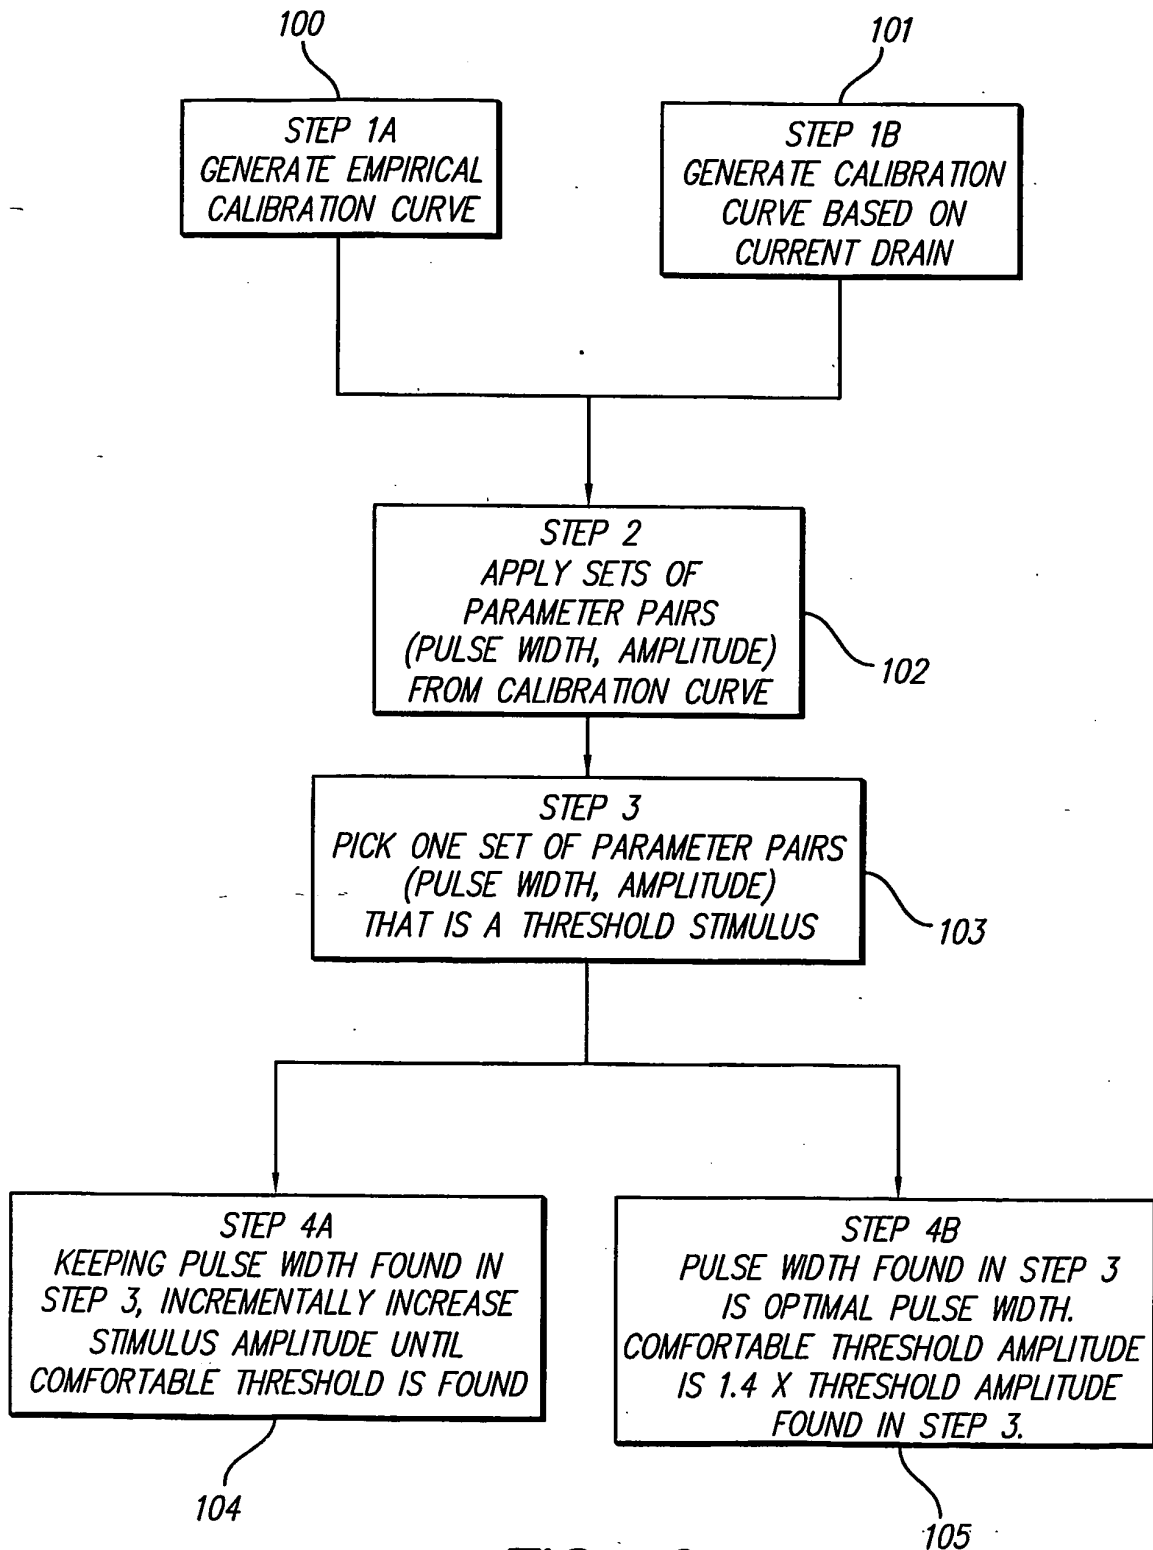 100
101
STEP 1A
GENERATE EMPIRICAL
CALIBRATION CURVE
STEP 1B
GENERATE CALIBRATION
CURVE BASED ON
CURRENT DRAIN
STEP 2
APPLY SETS OF
PARAMETER PAIRS
(PULSE WIDTH, AMPLITUDE)
FROM CALIBRATION CURVE
102
STEP 3
PICK ONE SET OF PARAMETER PAIRS
(PULSE WIDTH, AMPLITUDE)
THAT IS A THRESHOLD STIMULUS
103
STEP 4A
KEEPING PULSE WIDTH FOUND IN
STEP 3, INCREMENTALLY INCREASE
STIMULUS AMPLITUDE UNTIL
COMFORTABLE THRESHOLD IS FOUND
104
STEP 4B
PULSE WIDTH FOUND IN STEP 3
IS OPTIMAL PULSE WIDTH.
COMFORTABLE THRESHOLD AMPLITUDE
IS 1.4 X THRESHOLD AMPLITUDE
FOUND IN STEP 3.
105